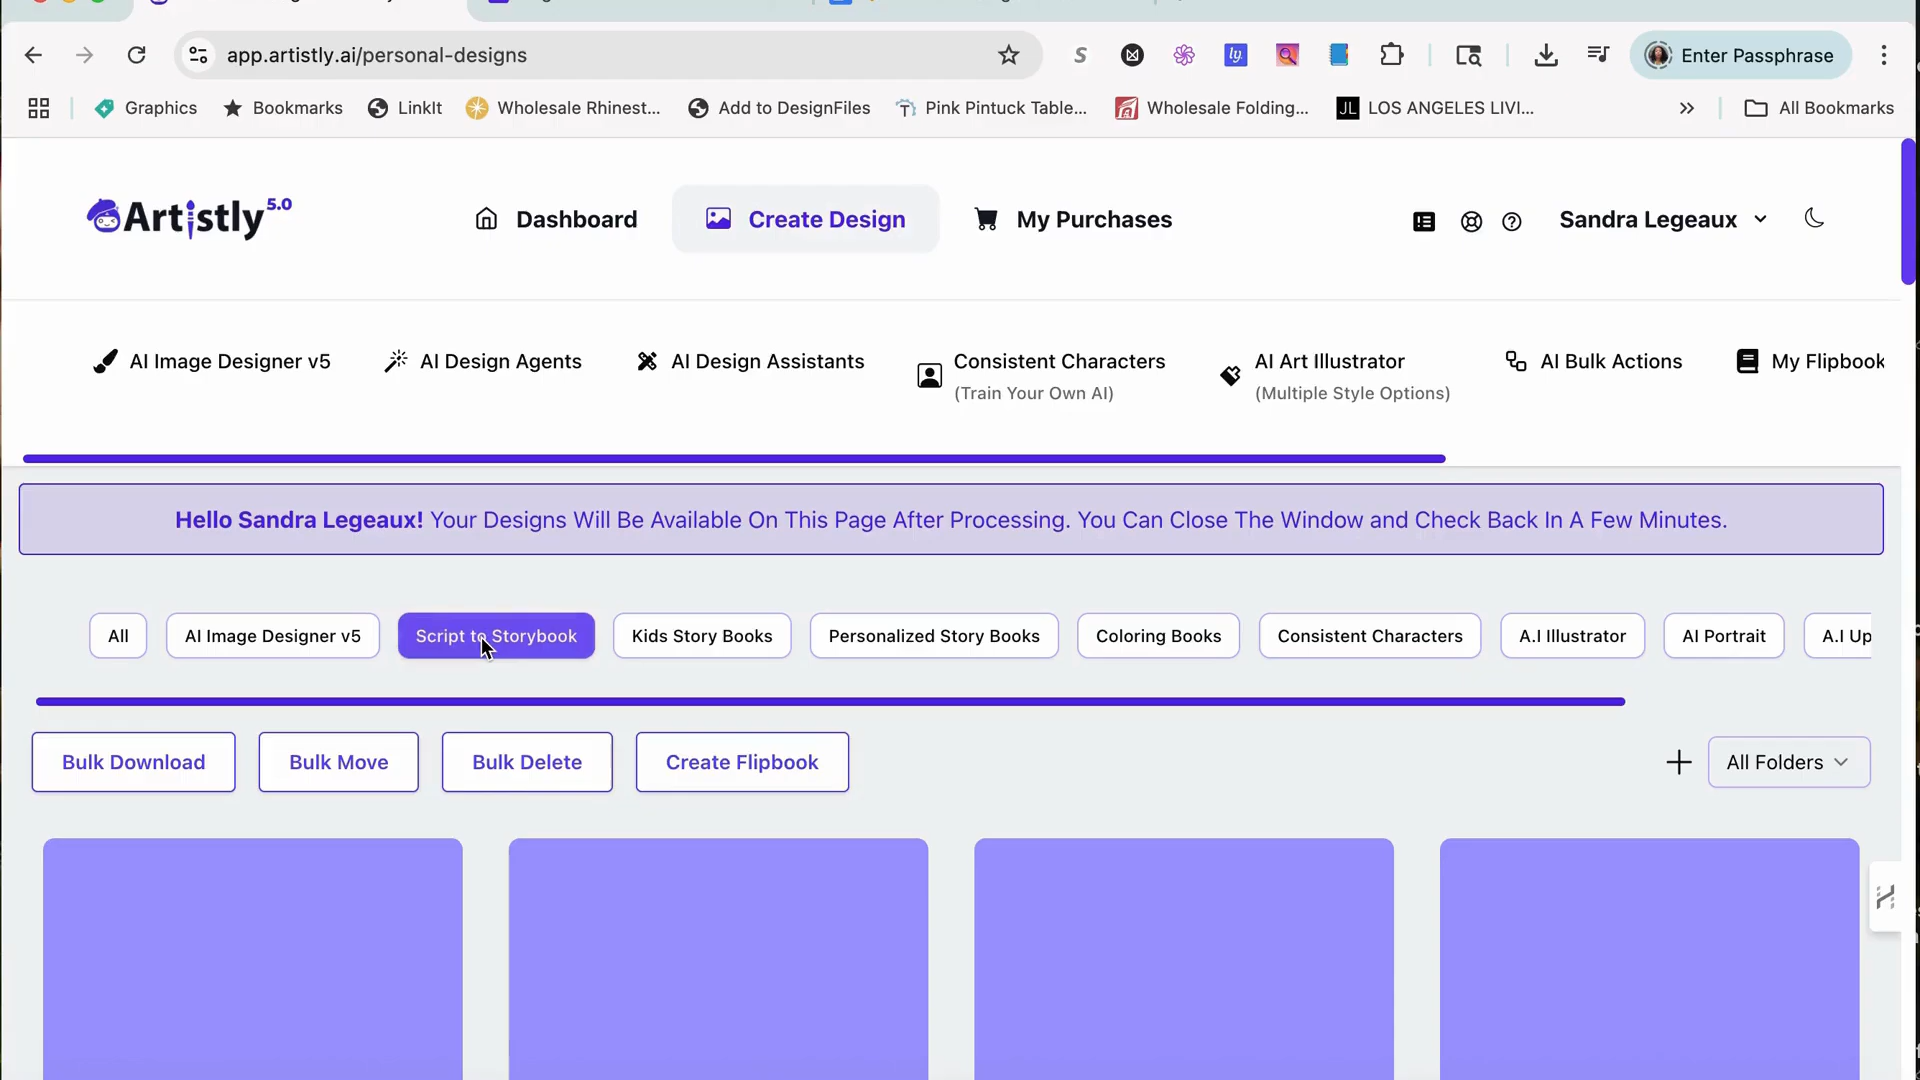 app.artistly.ai/personal-designs
S
ly
Enter Passphrase
Graphics
Bookmarks
LinkIt
Wholesale Rhinest...
Add to DesignFiles
Pink Pintuck Table...
Wholesale Folding...
JL
LOS ANGELES LIVI...
All Bookmarks
Artistly 5.0
Dashboard
Create Design
My Purchases
Sandra Legeaux
AI Image Designer v5
AI Design Agents
AI Design Assistants
Consistent Characters
(Train Your Own AI)
AI Art Illustrator
(Multiple Style Options)
AI Bulk Actions
My Flipbook
Hello Sandra Legeaux! Your Designs Will Be Available On This Page After Processing. You Can Close The Window and Check Back In A Few Minutes.
All
AI Image Designer v5
Script to Storybook
Kids Story Books
Personalized Story Books
Coloring Books
Consistent Characters
A.I Illustrator
AI Portrait
A.I Up
Bulk Download
Bulk Move
Bulk Delete
Create Flipbook
All Folders